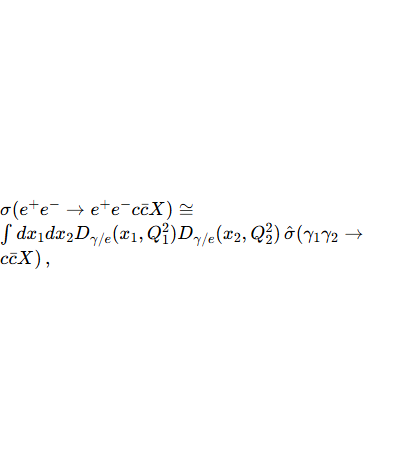 σ(e⁺e⁻ → e⁺e⁻cc̄X) ≅
∫ dx₁dx₂D_{γ/e}(x₁, Q₁²)D_{γ/e}(x₂, Q₂²) σ̂(γ₁γ₂ →
cc̄X) ,